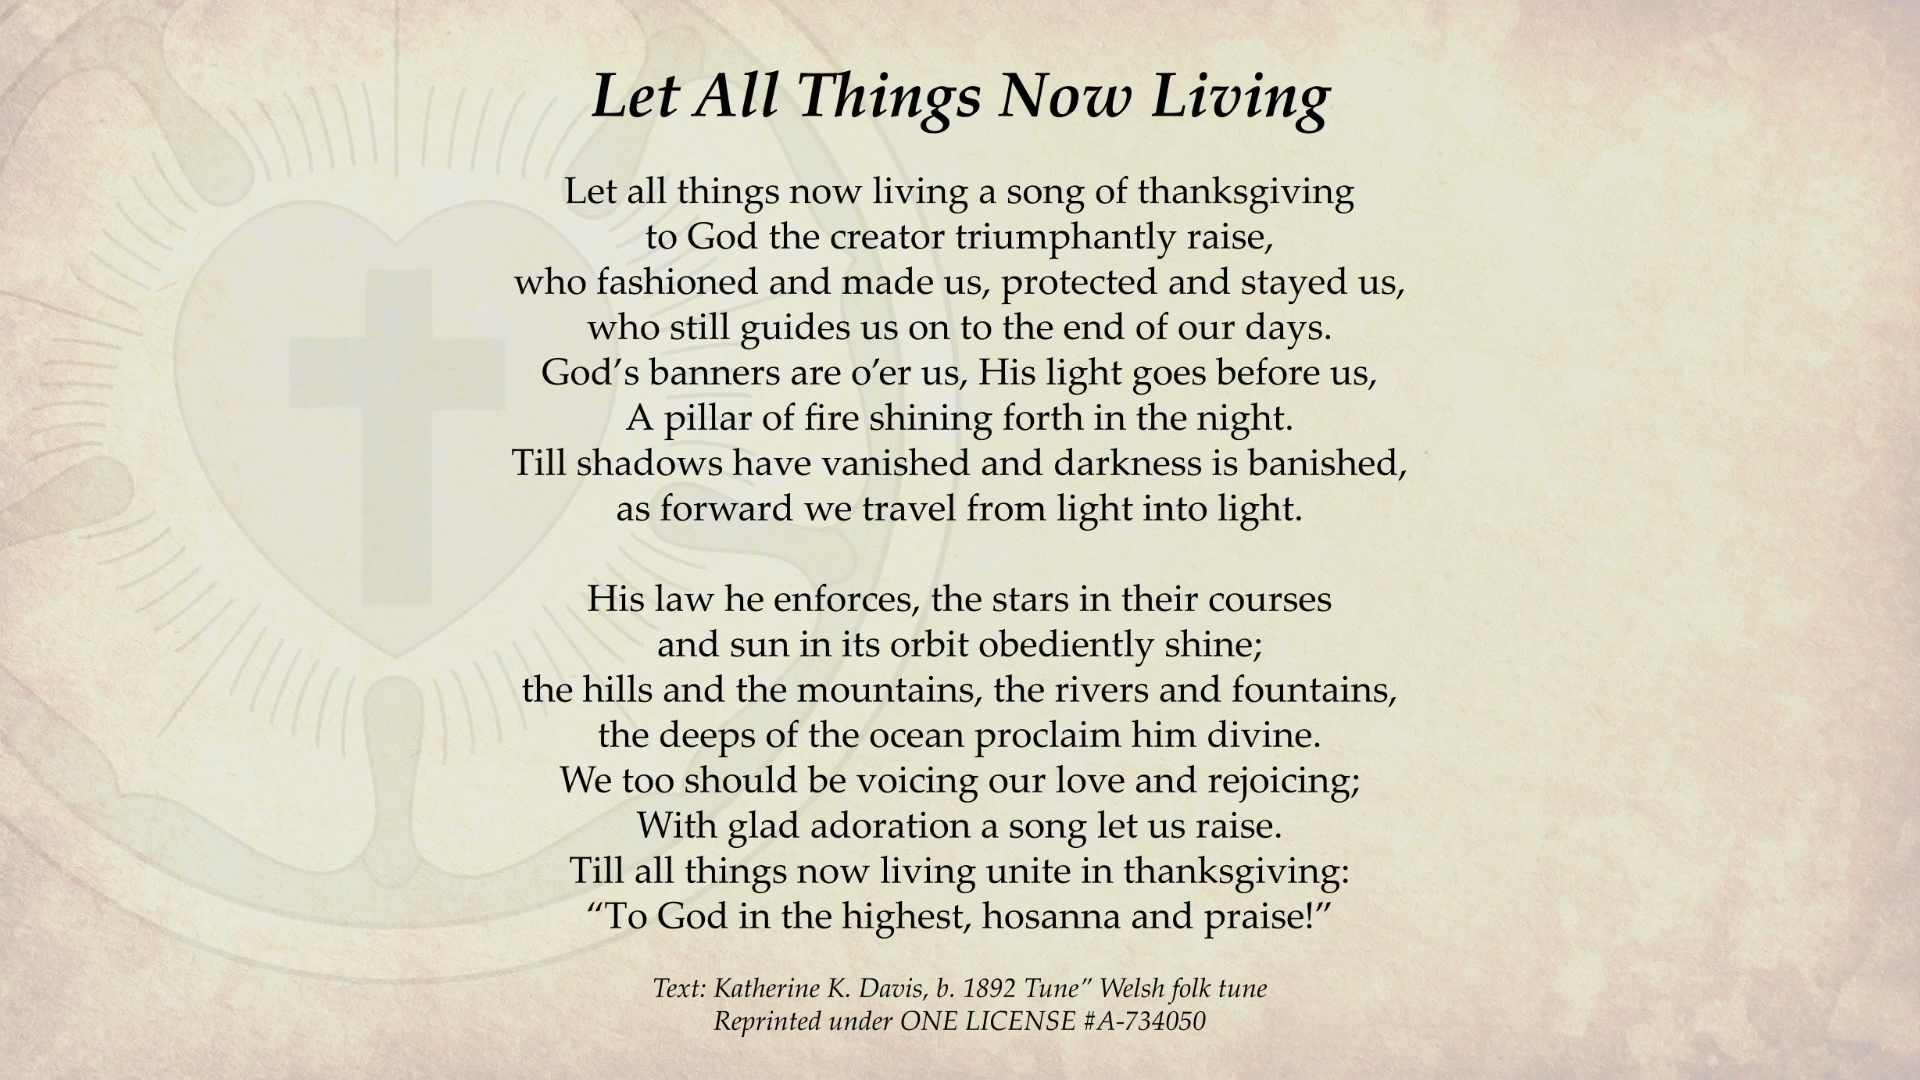 Let All Things Now Living
Let all things now living a song of thanksgiving
to God the creator triumphantly raise,
who fashioned and made us, protected and stayed us,
who still guides us on to the end of our days.
God’s banners are o’er us, His light goes before us,
A pillar of fire shining forth in the night.
Till shadows have vanished and darkness is banished,
as forward we travel from light into light.
His law he enforces, the stars in their courses
and sun in its orbit obediently shine;
the hills and the mountains, the rivers and fountains,
the deeps of the ocean proclaim him divine.
We too should be voicing our love and rejoicing;
With glad adoration a song let us raise.
Till all things now living unite in thanksgiving:
“To God in the highest, hosanna and praise!”
Text: Katherine K. Davis, b. 1892 Tune” Welsh folk tune
Reprinted under ONE LICENSE #A-734050